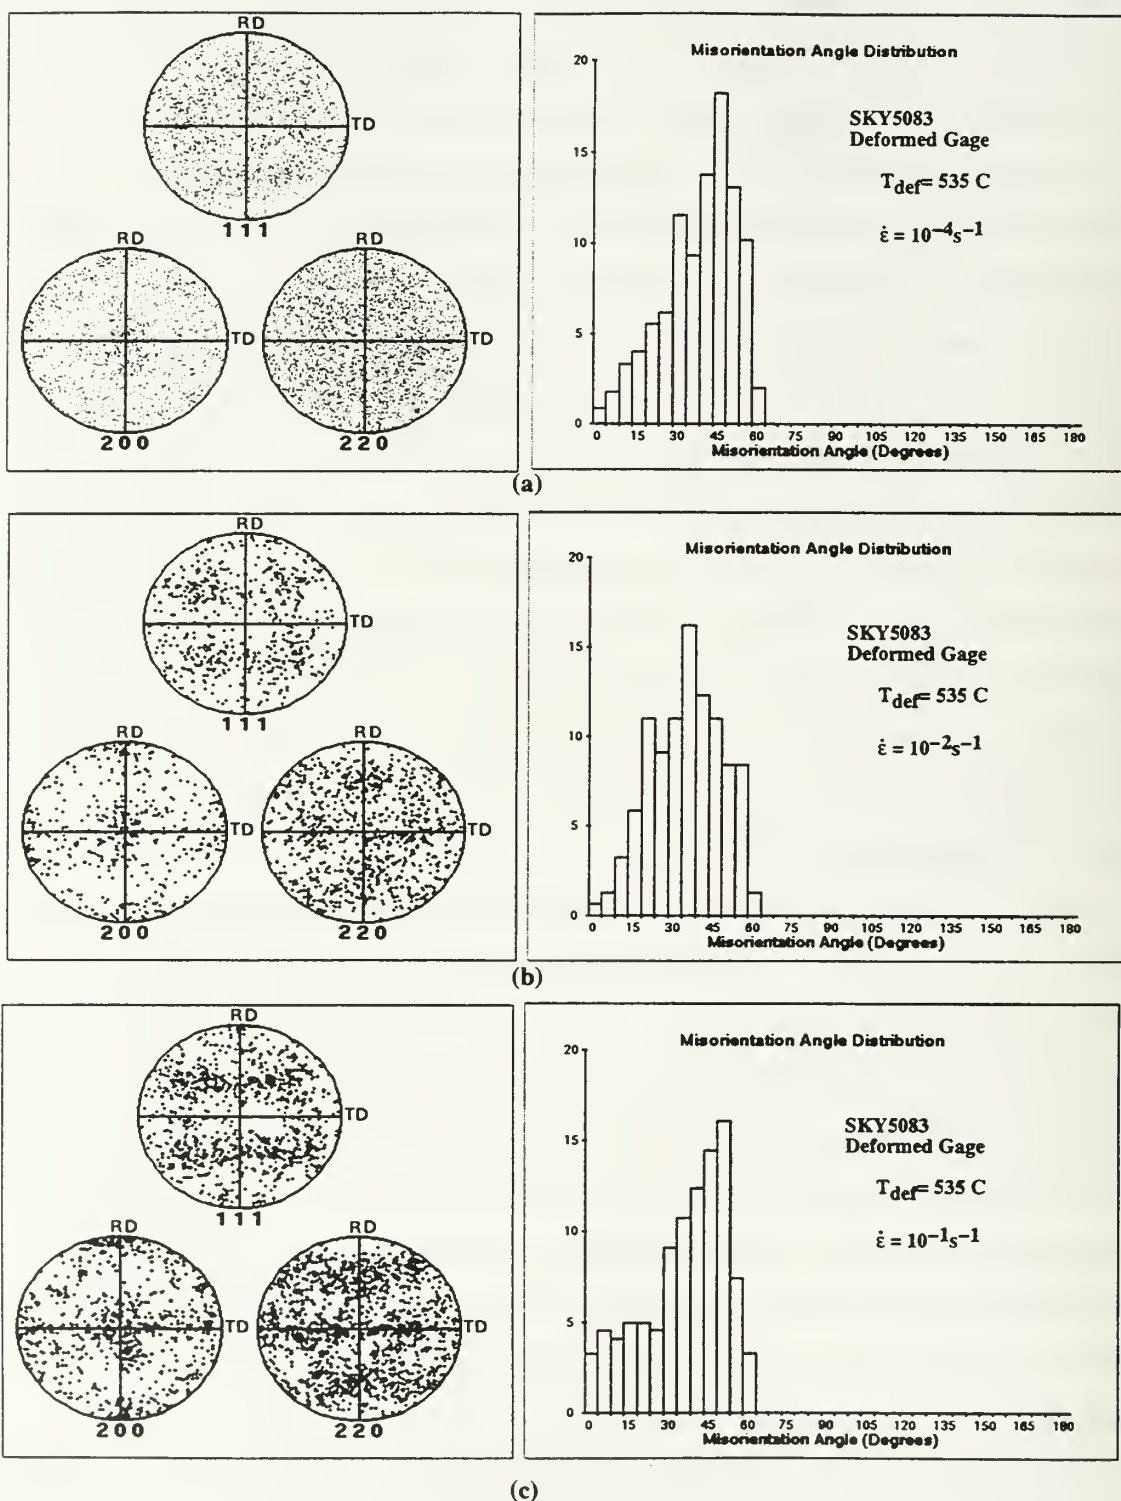 RD
TD
111
RD
TD
200
RD
TD
220
Misorientation Angle Distribution
20
15
10
5
0
SKY5083
Deformed Gage
Tdef= 535 C
ε̇ = 10−4s−1
0 15 30 45 60 75 90 105 120 135 150 165 180
Misorientation Angle (Degrees)
(a)
RD
TD
111
RD
TD
200
RD
TD
220
Misorientation Angle Distribution
20
15
10
5
0
SKY5083
Deformed Gage
Tdef= 535 C
ε̇ = 10−2s−1
0 15 30 45 60 75 90 105 120 135 150 165 180
Misorientation Angle (Degrees)
(b)
RD
TD
111
RD
TD
200
RD
TD
220
Misorientation Angle Distribution
20
15
10
5
0
SKY5083
Deformed Gage
Tdef= 535 C
ε̇ = 10−1s−1
0 15 30 45 60 75 90 105 120 135 150 165 180
Misorientation Angle (Degrees)
(c)